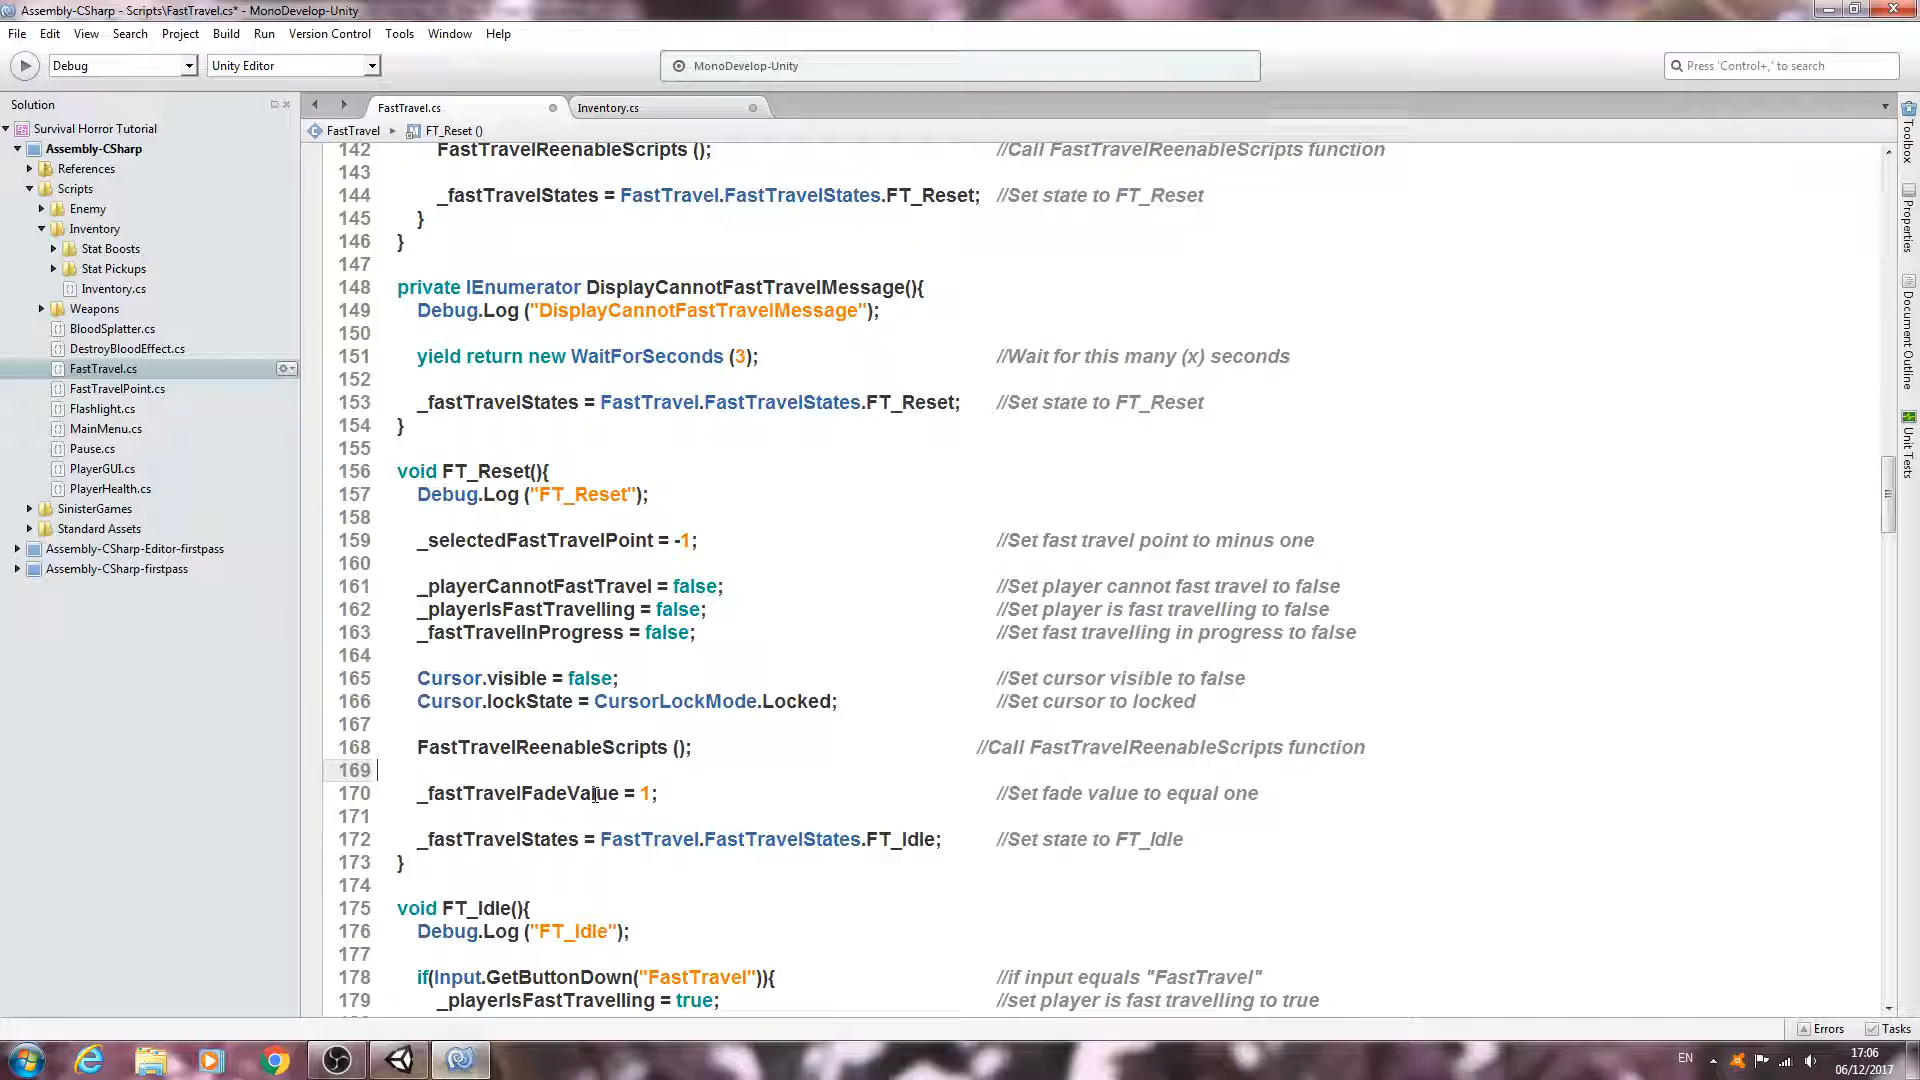 Assembly-CSharp - Scripts\FastTravel.cs* - MonoDevelop-Unity
File Edit View Search Project Build Run Version Control Tools Window Help
Debug Unity Editor MonoDevelop-Unity Press 'Control+,' to search
Solution
Survival Horror Tutorial
Assembly-CSharp
References
Scripts
Enemy
Inventory
Stat Boosts
Stat Pickups
Inventory.cs
Weapons
BloodSplatter.cs
DestroyBloodEffect.cs
FastTravel.cs
FastTravelPoint.cs
Flashlight.cs
MainMenu.cs
Pause.cs
PlayerGUI.cs
PlayerHealth.cs
SinisterGames
Standard Assets
Assembly-CSharp-Editor-firstpass
Assembly-CSharp-firstpass
FastTravel.cs Inventory.cs
FastTravel FT_Reset ()
142 FastTravelReenableScripts (); //Call FastTravelReenableScripts function
143
144 _fastTravelStates = FastTravel.FastTravelStates.FT_Reset; //Set state to FT_Reset
145 }
146 }
147
148 private IEnumerator DisplayCannotFastTravelMessage(){
149 Debug.Log ("DisplayCannotFastTravelMessage");
150
151 yield return new WaitForSeconds (3); //Wait for this many (x) seconds
152
153 _fastTravelStates = FastTravel.FastTravelStates.FT_Reset; //Set state to FT_Reset
154 }
155
156 void FT_Reset(){
157 Debug.Log ("FT_Reset");
158
159 _selectedFastTravelPoint = -1; //Set fast travel point to minus one
160
161 _playerCannotFastTravel = false; //Set player cannot fast travel to false
162 _playerIsFastTravelling = false; //Set player is fast travelling to false
163 _fastTravelInProgress = false; //Set fast travelling in progress to false
164
165 Cursor.visible = false; //Set cursor visible to false
166 Cursor.lockState = CursorLockMode.Locked; //Set cursor to locked
167
168 FastTravelReenableScripts (); //Call FastTravelReenableScripts function
169
170 _fastTravelFadeValue = 1; //Set fade value to equal one
171
172 _fastTravelStates = FastTravel.FastTravelStates.FT_Idle; //Set state to FT_Idle
173 }
174
175 void FT_Idle(){
176 Debug.Log ("FT_Idle");
177
178 if(Input.GetButtonDown("FastTravel")){ //if input equals "FastTravel"
179 _playerIsFastTravelling = true; //set player is fast travelling to true
Toolbox
Properties
Document Outline
Unit Tests
Errors Tasks
EN
17:06
06/12/2017